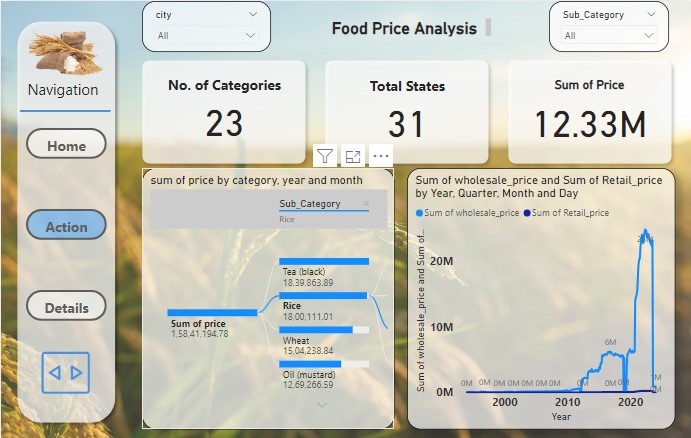 city
All
Food Price Analysis
Sub_Category
All
Navigation
Home
Action
Details
No. of Categories
23
Total States
31
Sum of Price
12.33M
sum of price by category, year and month
Sub_Category
Rice
Sum of price
1,58,41,194.78
Tea (black)
18.39,863.89
Rice
18,00,111.01
Wheat
15,04,238.84
Oil (mustard)
12,69,266.59
Sum of wholesale_price and Sum of Retail_price
by Year, Quarter, Month and Day
Sum of wholesale_price Sum of Retail_price
Sum of wholesale_price and Sum of...
20M
10M
0M
0M 0M 0M 0M 0M 0M 0M 0M 0M 0M 0M
6M
1M
0M
2000 2010 2020
Year